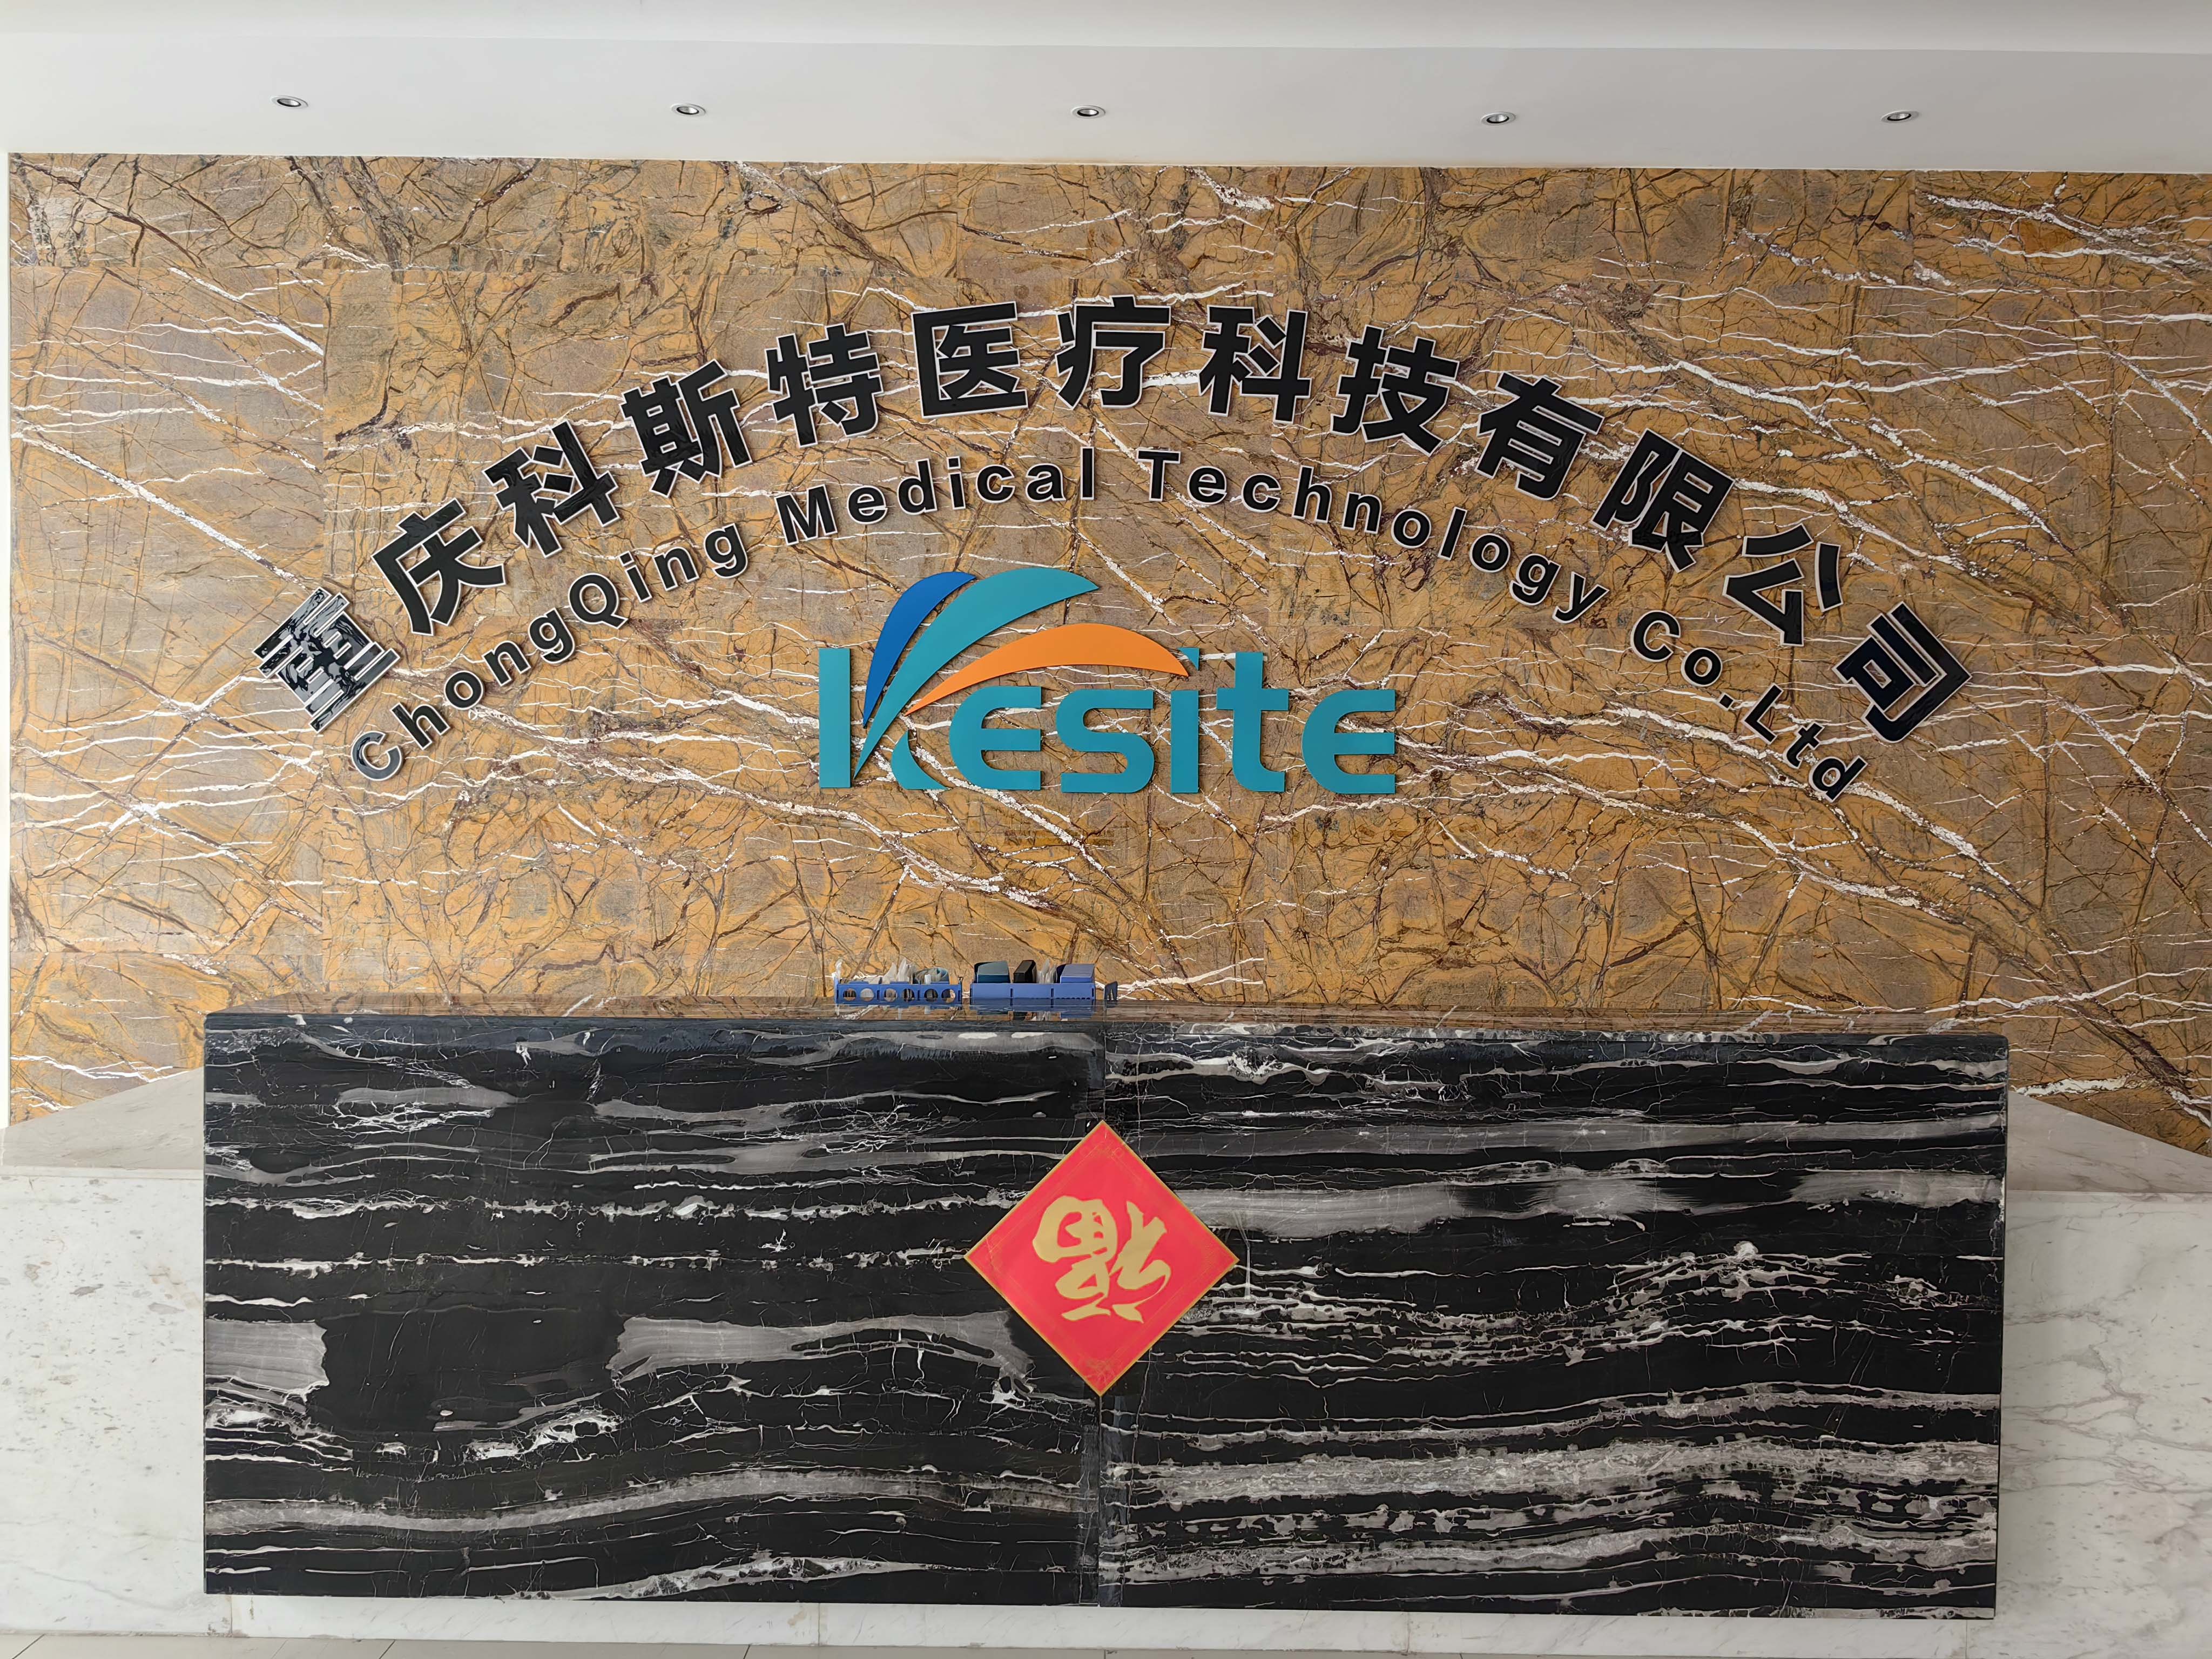 重庆科斯特医疗科技有限公司
ChongQing Medical Technology Co.Ltd
Kesite
福